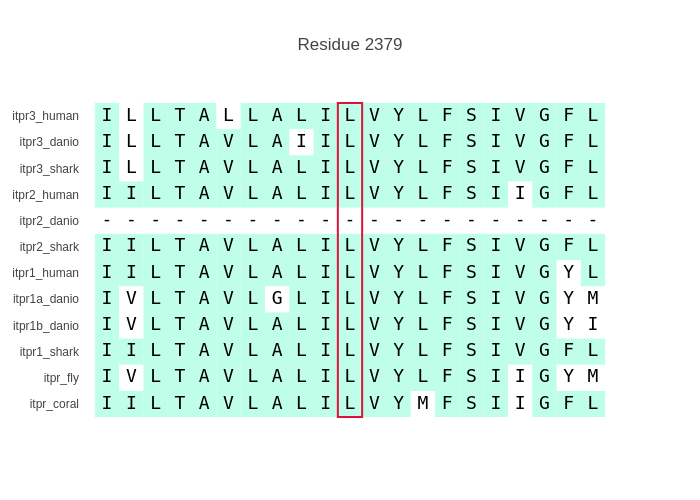 Residue 2379
itpr3_human I L L T A L L A L I L V Y L F S I V G F L
itpr3_danio I L L T A V L A I I L V Y L F S I V G F L
itpr3_shark I L L T A V L A L I L V Y L F S I V G F L
itpr2_human I I L T A V L A L I L V Y L F S I I G F L
itpr2_danio - - - - - - - - - - - - - - - - - - - - -
itpr2_shark I I L T A V L A L I L V Y L F S I V G F L
itpr1_human I I L T A V L A L I L V Y L F S I V G Y L
itpr1a_danio I V L T A V L G L I L V Y L F S I V G Y M
itpr1b_danio I V L T A V L A L I L V Y L F S I V G Y I
itpr1_shark I I L T A V L A L I L V Y L F S I V G F L
itpr_fly I V L T A V L A L I L V Y L F S I I G Y M
itpr_coral I I L T A V L A L I L V Y M F S I I G F L